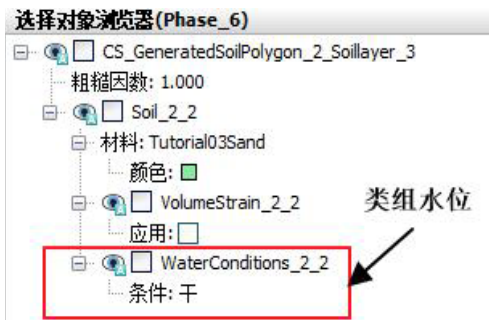 选择对象浏览器(Phase_6)
CS_GeneratedSoilPolygon_2_Soillayer_3
粗糙因数: 1.000
Soil_2_2
材料: Tutorial03Sand
颜色:
VolumeStrain_2_2
应用:
类组水位
WaterConditions_2_2
条件: 干